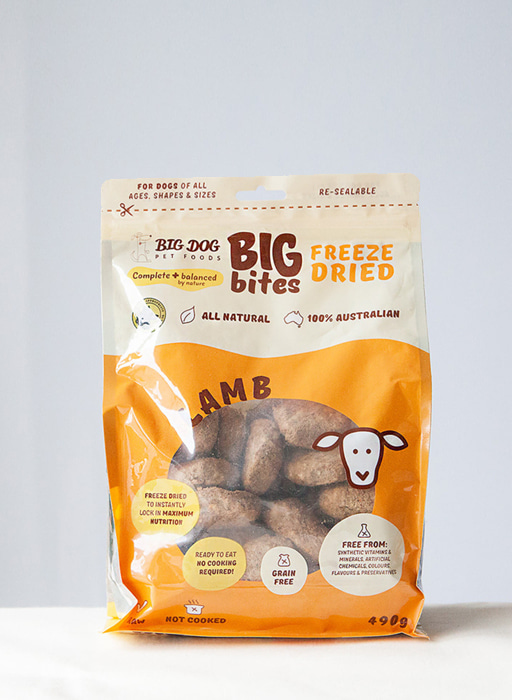 FOR DOGS OF ALL
AGES, SHAPES & SIZES
RE-SEALABLE
BIG DOG
PET FOODS
BIG
bites
FREEZE
DRIED
Complete + balanced
by nature
ALL NATURAL
100% AUSTRALIAN
LAMB
FREEZE DRIED
TO INSTANTLY
LOCK IN MAXIMUM
NUTRITION
READY TO EAT
NO COOKING
REQUIRED!
GRAIN
FREE
FREE FROM:
SYNTHETIC VITAMINS &
MINERALS, ARTIFICIAL
CHEMICALS, COLOURS,
FLAVOURS & PRESERVATIVES
RAW
NOT COOKED
490g